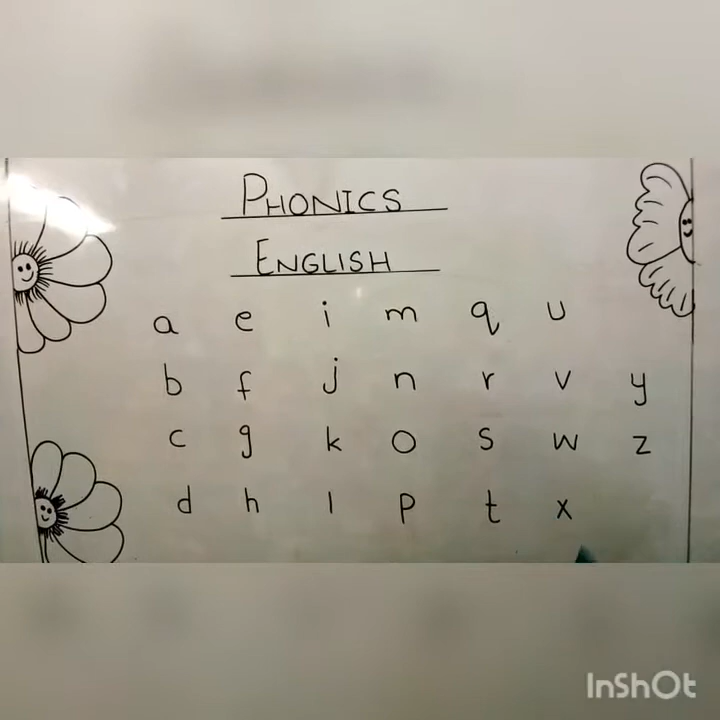 PHONICS
ENGLISH
a e i m q u
b f j n r v y
c g k o s w z
d h l p t x
InShOt